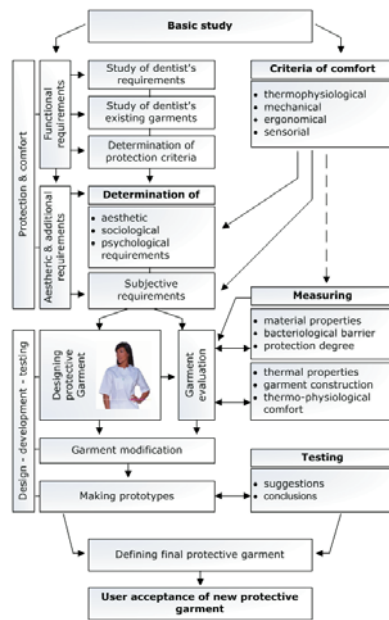 Basic study
Protection & comfort
Functional
requirements
Study of dentist's
requirements
Study of dentist's
existing garments
Determination of
protection criteria
Criteria of comfort
• thermophysiological
• mechanical
• ergonomical
• sensorial
Aesthetic & additional
requirements
Determination of
• aesthetic
• sociological
• psychological
requirements
Subjective
requirements
Measuring
• material properties
• bacteriological barrier
• protection degree
• thermal properties
• garment construction
• thermo-physiological
comfort
Design - development - testing
Designing
protective
Garment
Garment
evaluation
Garment modification
Making prototypes
Testing
• suggestions
• conclusions
Defining final protective garment
User acceptance of new protective
garment